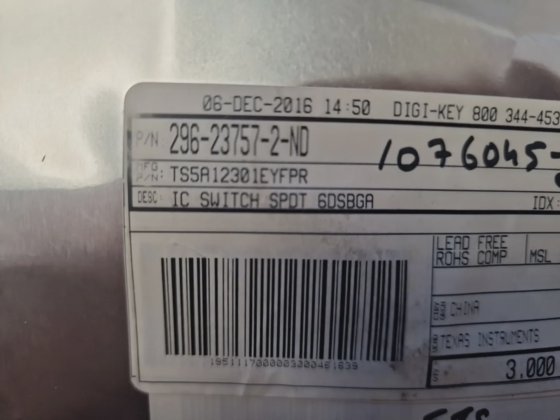 06-DEC-2016 14:50 DIGI-KEY 800 344-453
P/N: 296-23757-2-ND
1076045-
MFG P/N: TS5A12301EYFPR
DESC: IC SWITCH SPDT 6DSBGA IDX:
LEAD FREE
ROHS COMP MSL
CHINA
TEXAS INSTRUMENTS
3,000